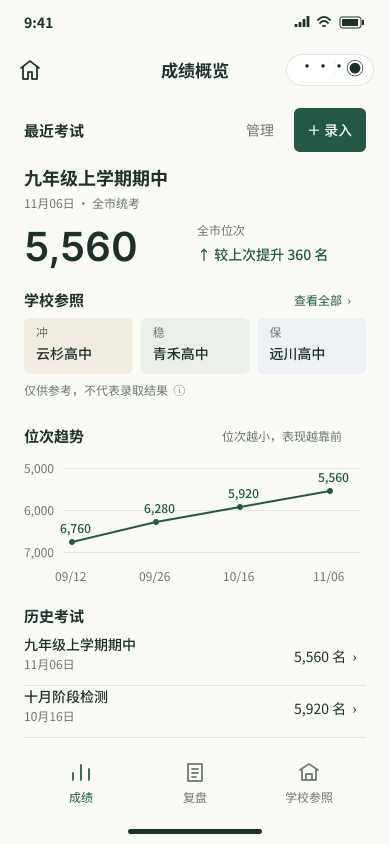 9:41
成绩概览
最近考试
管理
＋ 录入
九年级上学期期中
11月06日 · 全市统考
5,560
全市位次
↑ 较上次提升 360 名
学校参照
查看全部 ›
冲
云杉高中
稳
青禾高中
保
远川高中
仅供参考，不代表录取结果 ⓘ
位次趋势
位次越小，表现越靠前
5,000
6,000
7,000
6,760
6,280
5,920
5,560
09/12
09/26
10/16
11/06
历史考试
九年级上学期期中
11月06日
5,560 名 ›
十月阶段检测
10月16日
5,920 名 ›
成绩
复盘
学校参照